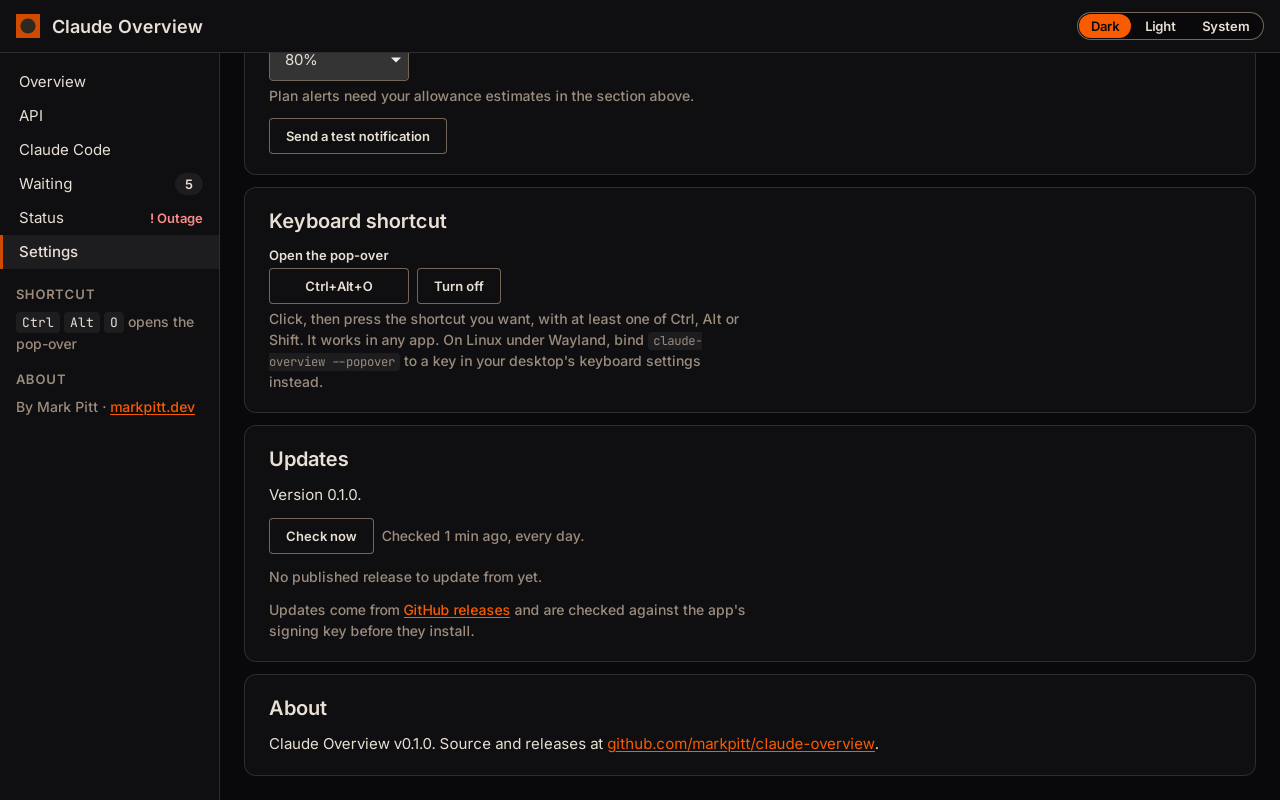 Claude Overview
Dark
Light
System
Overview
API
Claude Code
Waiting
5
Status
! Outage
Settings
SHORTCUT
Ctrl Alt O opens the
pop-over
ABOUT
By Mark Pitt · markpitt.dev
80%
Plan alerts need your allowance estimates in the section above.
Send a test notification
Keyboard shortcut
Open the pop-over
Ctrl+Alt+O
Turn off
Click, then press the shortcut you want, with at least one of Ctrl, Alt or
Shift. It works in any app. On Linux under Wayland, bind claude-
overview --popover to a key in your desktop's keyboard settings
instead.
Updates
Version 0.1.0.
Check now
Checked 1 min ago, every day.
No published release to update from yet.
Updates come from GitHub releases and are checked against the app's
signing key before they install.
About
Claude Overview v0.1.0. Source and releases at github.com/markpitt/claude-overview.